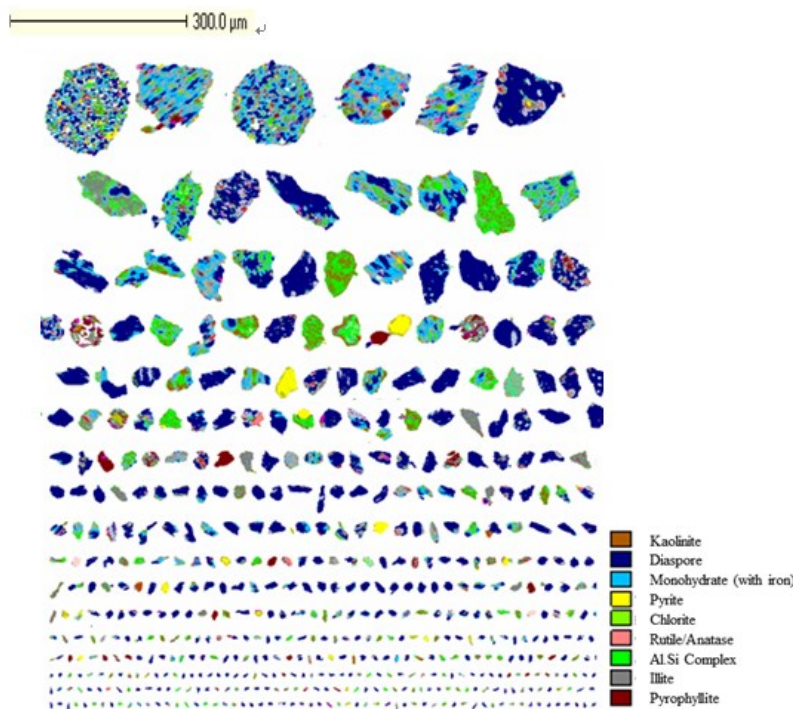 300.0 µm
Kaolinite
Diaspore
Monohydrate (with iron)
Pyrite
Chlorite
Rutile/Anatase
Al.Si Complex
Illite
Pyrophyllite